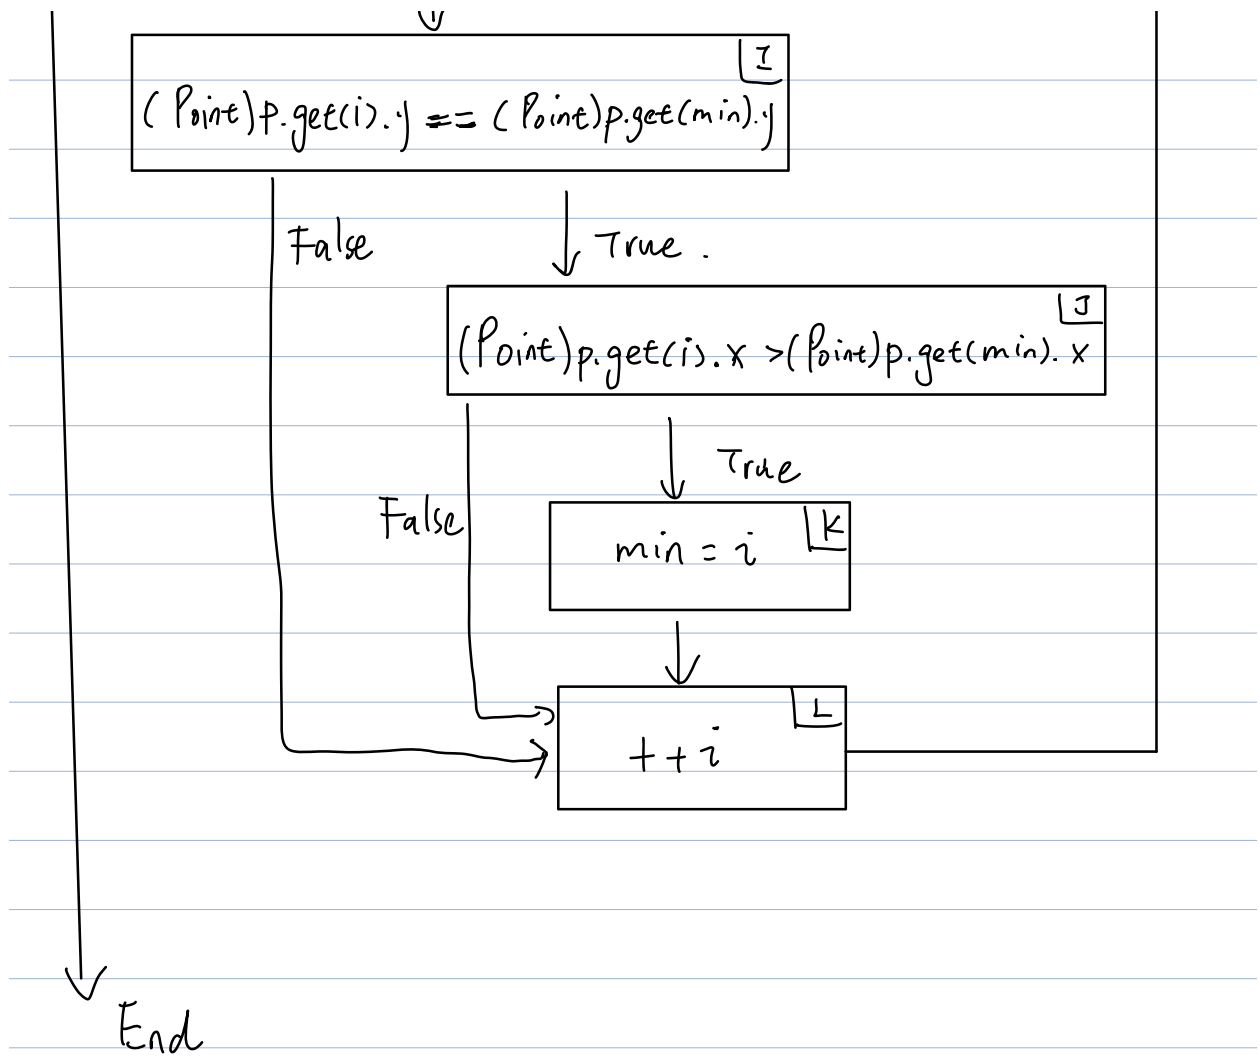 I
(Point)p.get(i).y == (Point)p.get(min).y
False
True.
J
(Point)p.get(i).x >(Point)p.get(min).x
True
False
K
min = i
L
++i
End